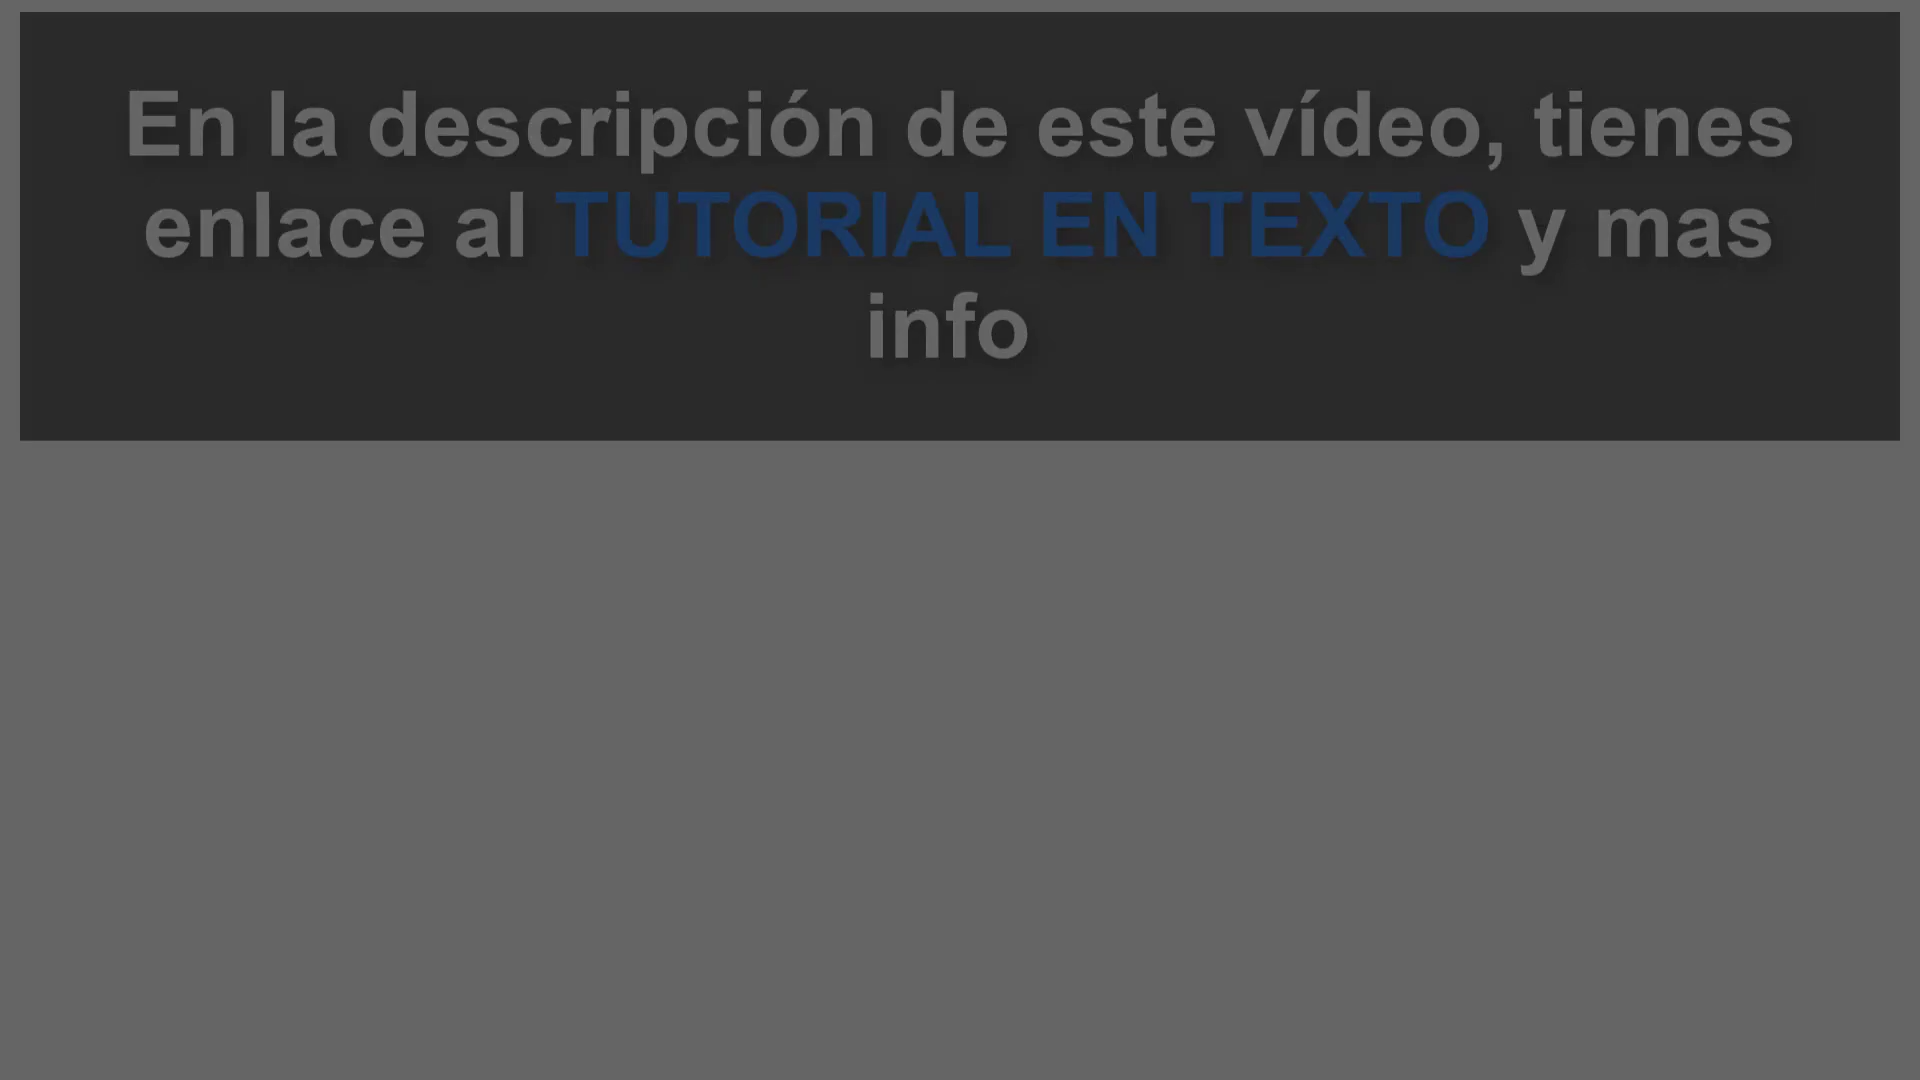 En la descripción de este vídeo, tienes
enlace al TUTORIAL EN TEXTO y mas
info